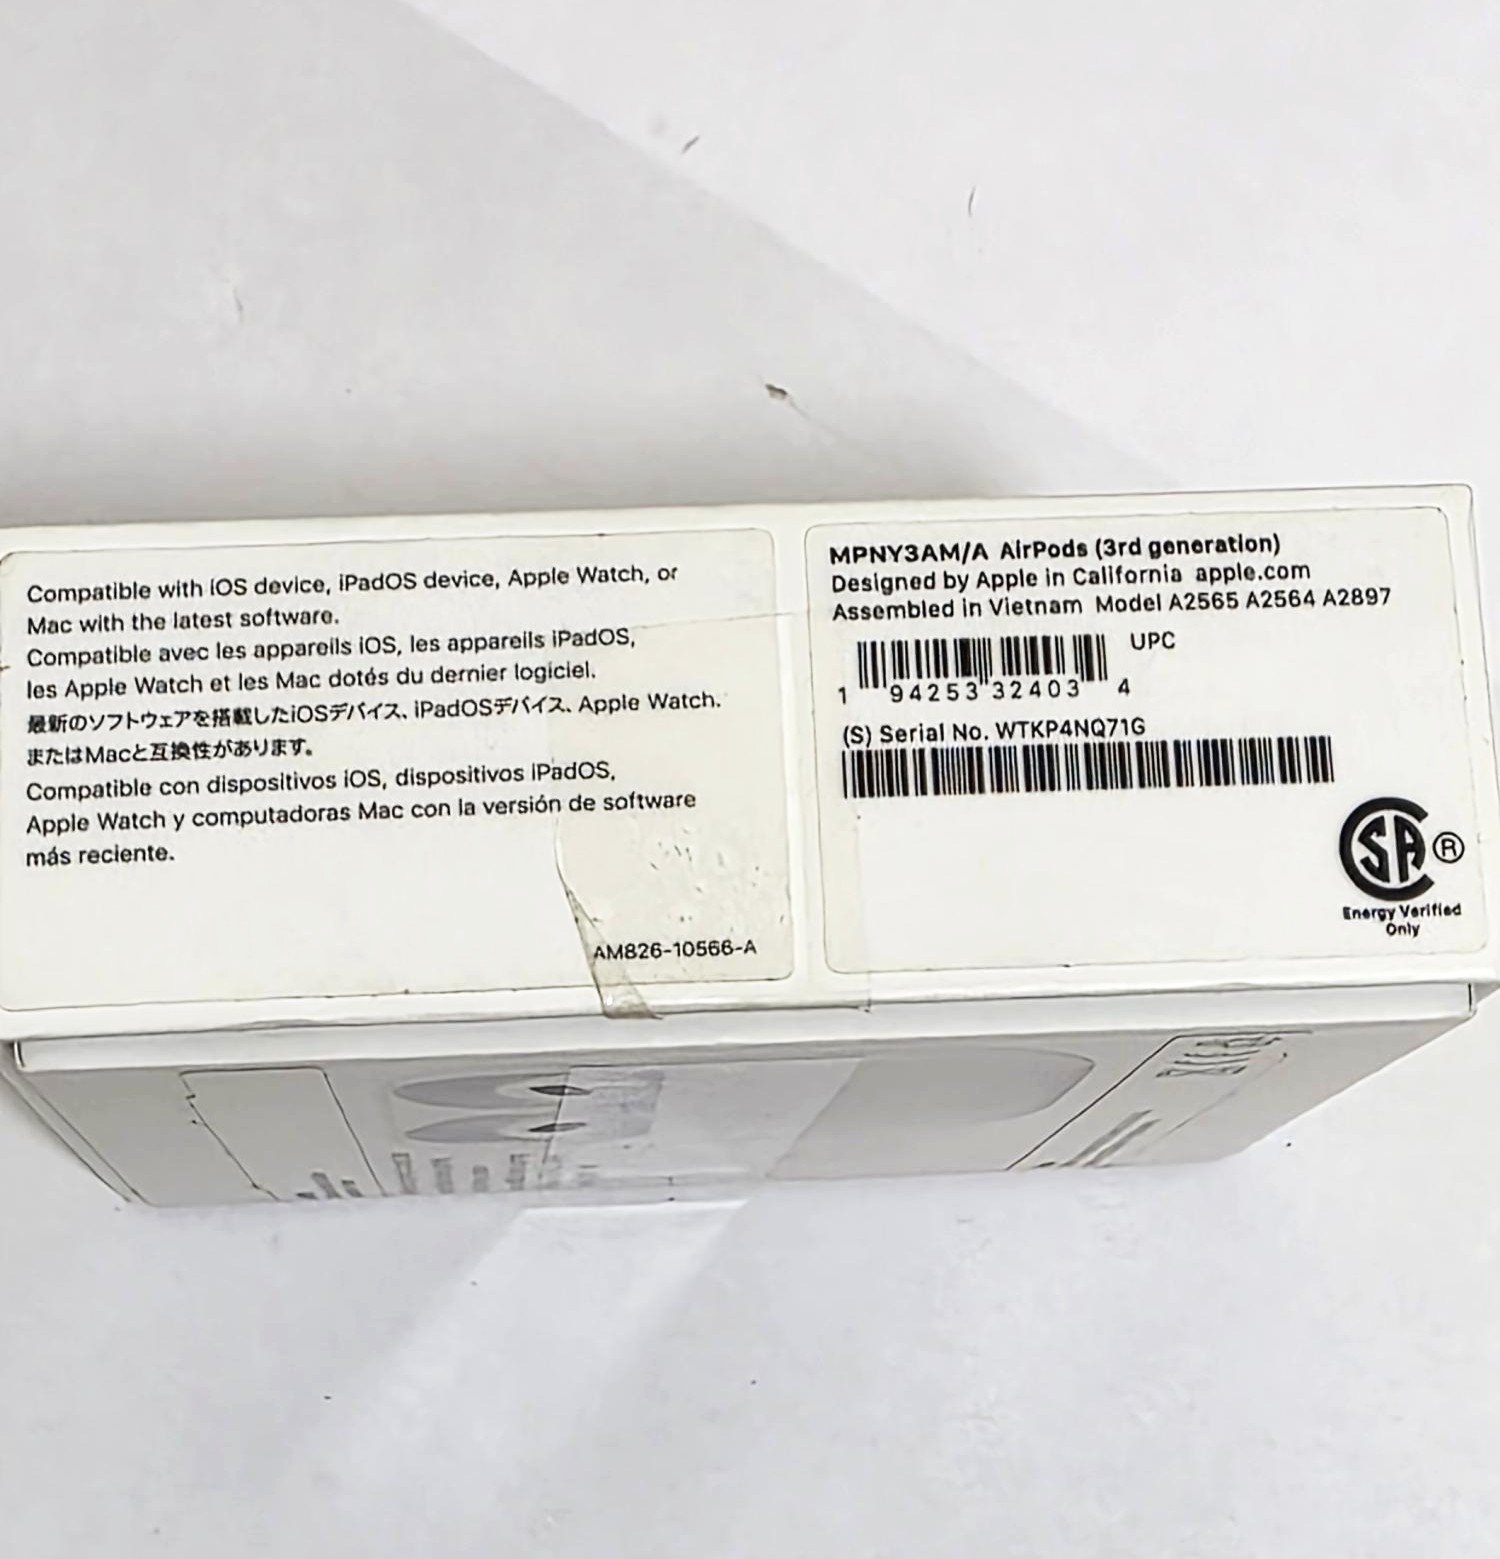 Compatible with iOS device, iPadOS device, Apple Watch, or
Mac with the latest software.
Compatible avec les appareils iOS, les appareils iPadOS,
les Apple Watch et les Mac dotés du dernier logiciel.
最新のソフトウェアを搭載したiOSデバイス、iPadOSデバイス、Apple Watch.
またはMacと互換性があります。
Compatible con dispositivos iOS, dispositivos iPadOS,
Apple Watch y computadoras Mac con la versión de software
más reciente.
AM826-10566-A
MPNY3AM/A AirPods (3rd generation)
Designed by Apple in California apple.com
Assembled in Vietnam Model A2565 A2564 A2897
UPC
1 94253 32403 4
(S) Serial No. WTKP4NQ71G
SA ®
Energy Verified
Only